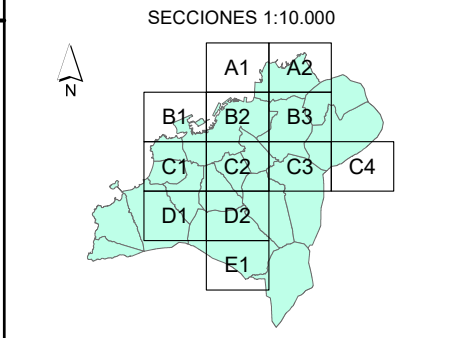 SECCIONES 1:10.000
N
A1 A2
B1 B2 B3
C1 C2 C3 C4
D1 D2
E1